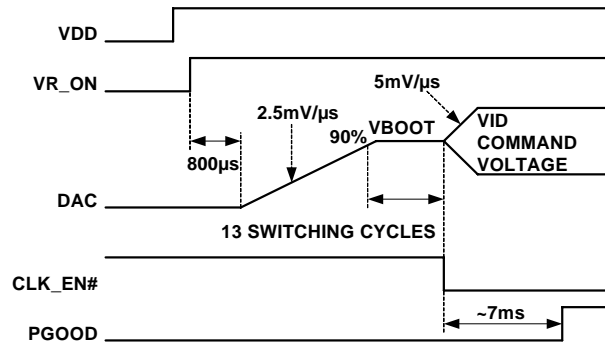 VDD
VR_ON
5mV/µs
2.5mV/µs
90%
VBOOT
VID
COMMAND
VOLTAGE
800µs
DAC
13 SWITCHING CYCLES
CLK_EN#
~7ms
PGOOD